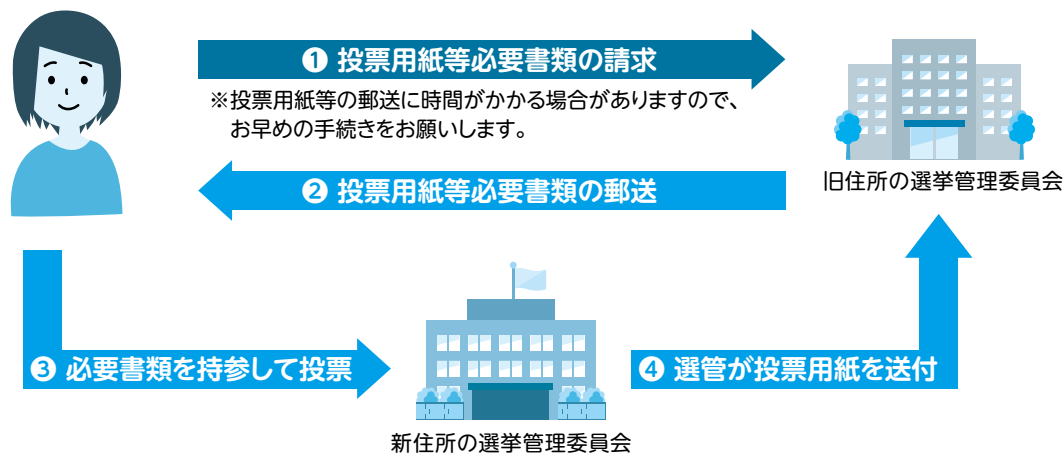 ❶ 投票用紙等必要書類の請求
※投票用紙等の郵送に時間がかかる場合がありますので、
お早めの手続きをお願いします。
旧住所の選挙管理委員会
❷ 投票用紙等必要書類の郵送
❸ 必要書類を持参して投票
❹ 選管が投票用紙を送付
新住所の選挙管理委員会